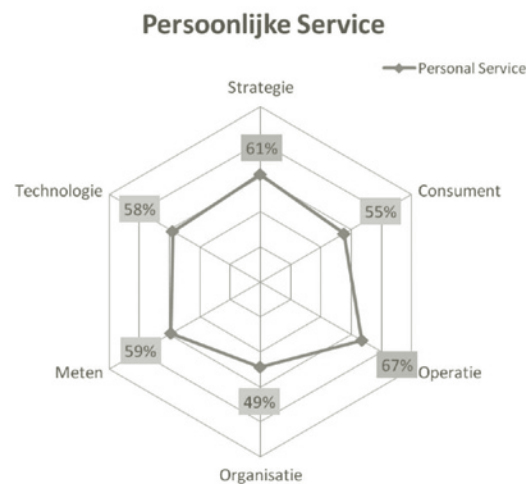 Persoonlijke Service
Personal Service
Strategie
61%
Technologie
Consument
58%
55%
59%
67%
Meten
Operatie
49%
Organisatie